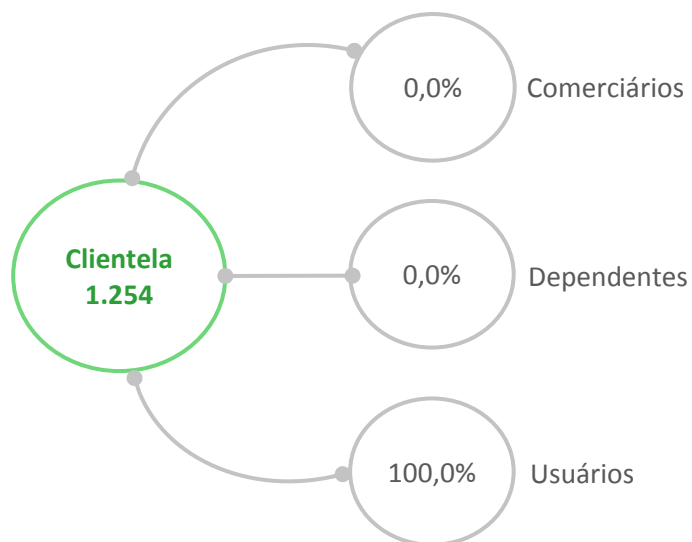 0,0%
Comerciários
Clientela
1.254
0,0%
Dependentes
100,0%
Usuários